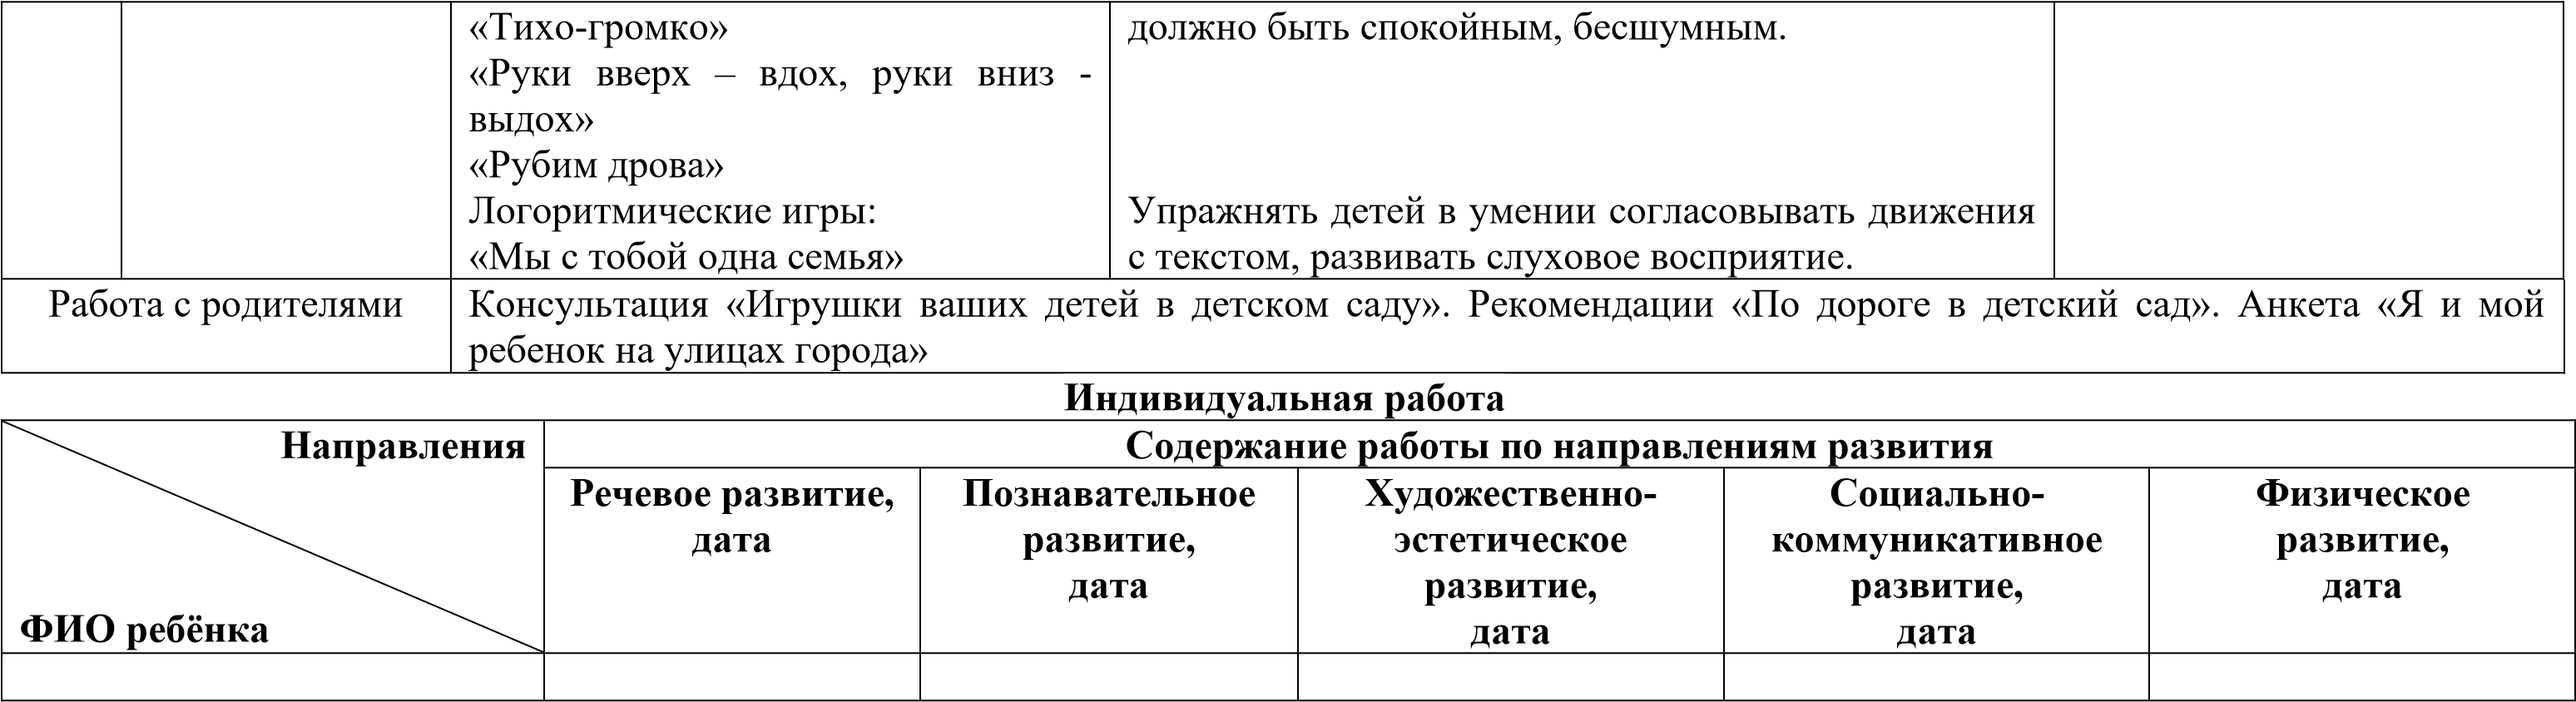 «Тихо-громко»
«Руки вверх – вдох, руки вниз -
выдох»
«Рубим дрова»
Логоритмические игры:
«Мы с тобой одна семья»
должно быть спокойным, бесшумным.
Упражнять детей в умении согласовывать движения
с текстом, развивать слуховое восприятие.
Работа с родителями
Консультация «Игрушки ваших детей в детском саду». Рекомендации «По дороге в детский сад». Анкета «Я и мой
ребенок на улицах города»
Индивидуальная работа
Направления
ФИО ребёнка
Содержание работы по направлениям развития
Речевое развитие,
дата
Познавательное
развитие,
дата
Художественно-
эстетическое
развитие,
дата
Социально-
коммуникативное
развитие,
дата
Физическое
развитие,
дата